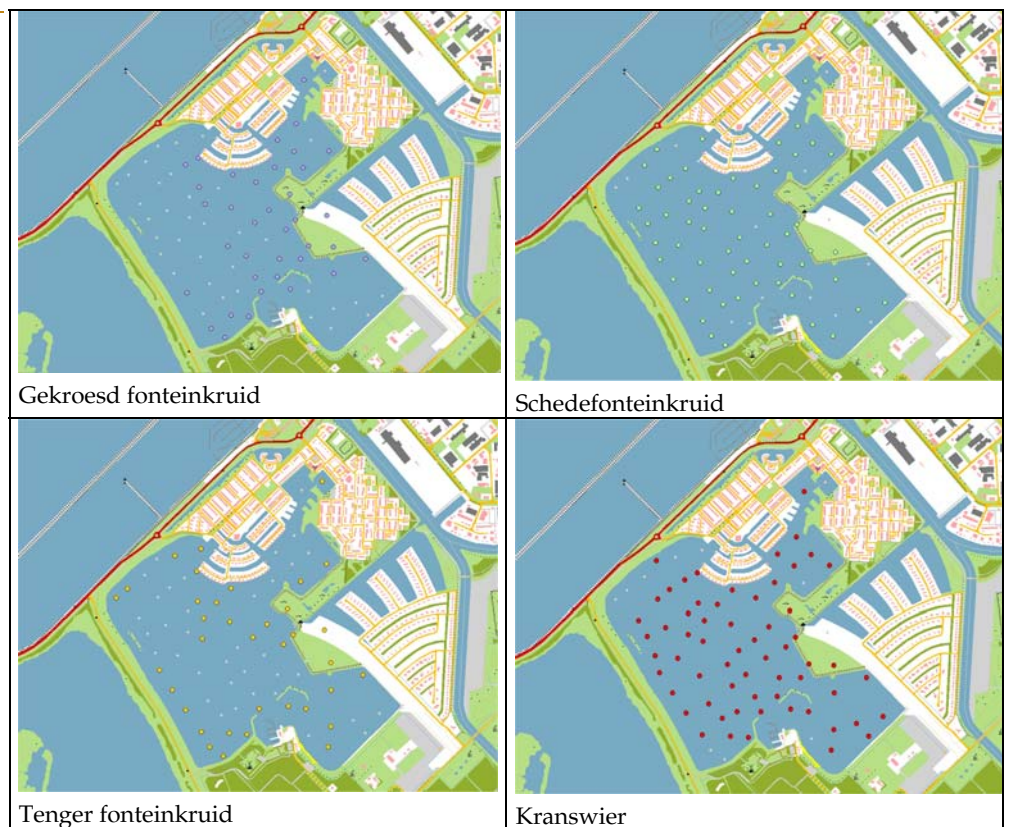 Gekroesd fonteinkruid
Schedefonteinkruid
Tenger fonteinkruid
Kranswier